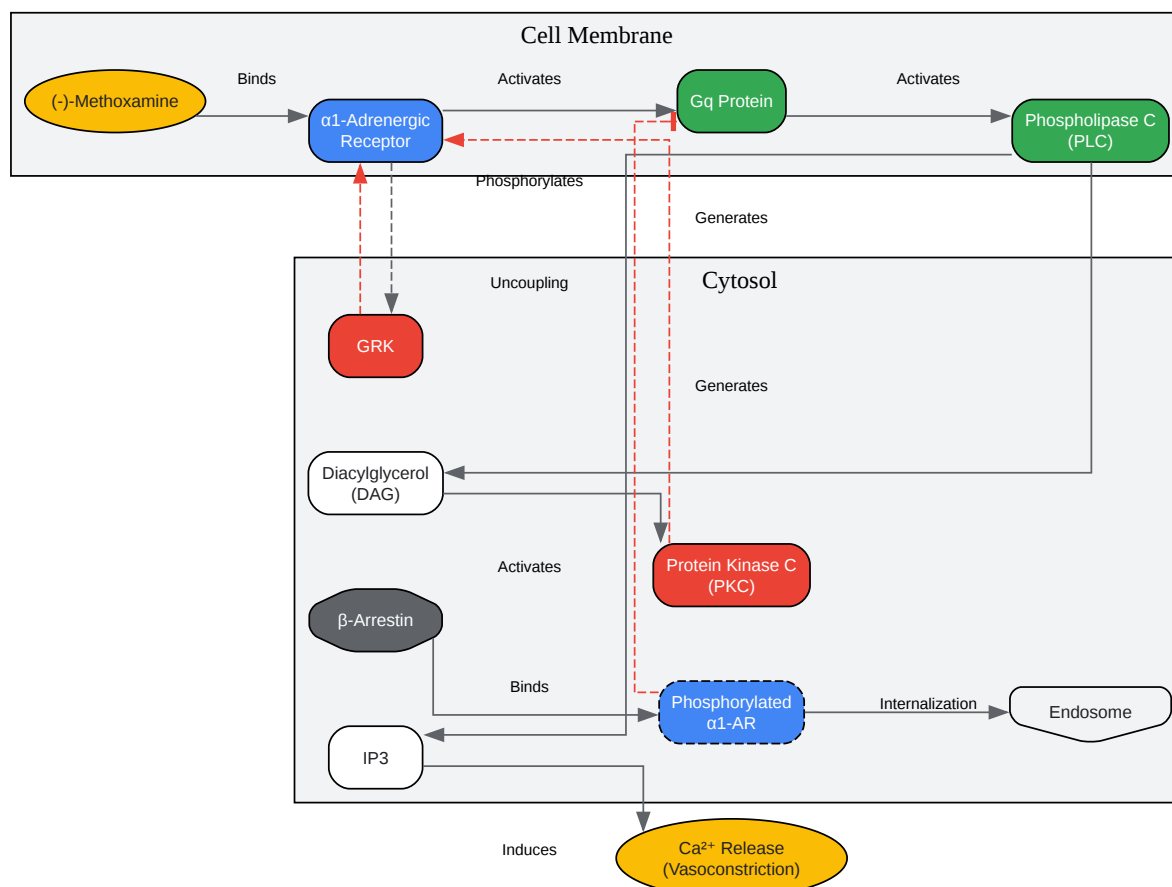 Cell Membrane
Binds
Activates
Activates
(-)-Methoxamine
Gq Protein
α1-Adrenergic
Receptor
Phospholipase C
(PLC)
Phosphorylates
Generates
Uncoupling
Cytosol
GRK
Generates
Diacylglycerol
(DAG)
Activates
Protein Kinase C
(PKC)
β-Arrestin
Binds
Phosphorylated
α1-AR
Internalization
Endosome
IP3
Induces
Ca²⁺ Release
(Vasoconstriction)